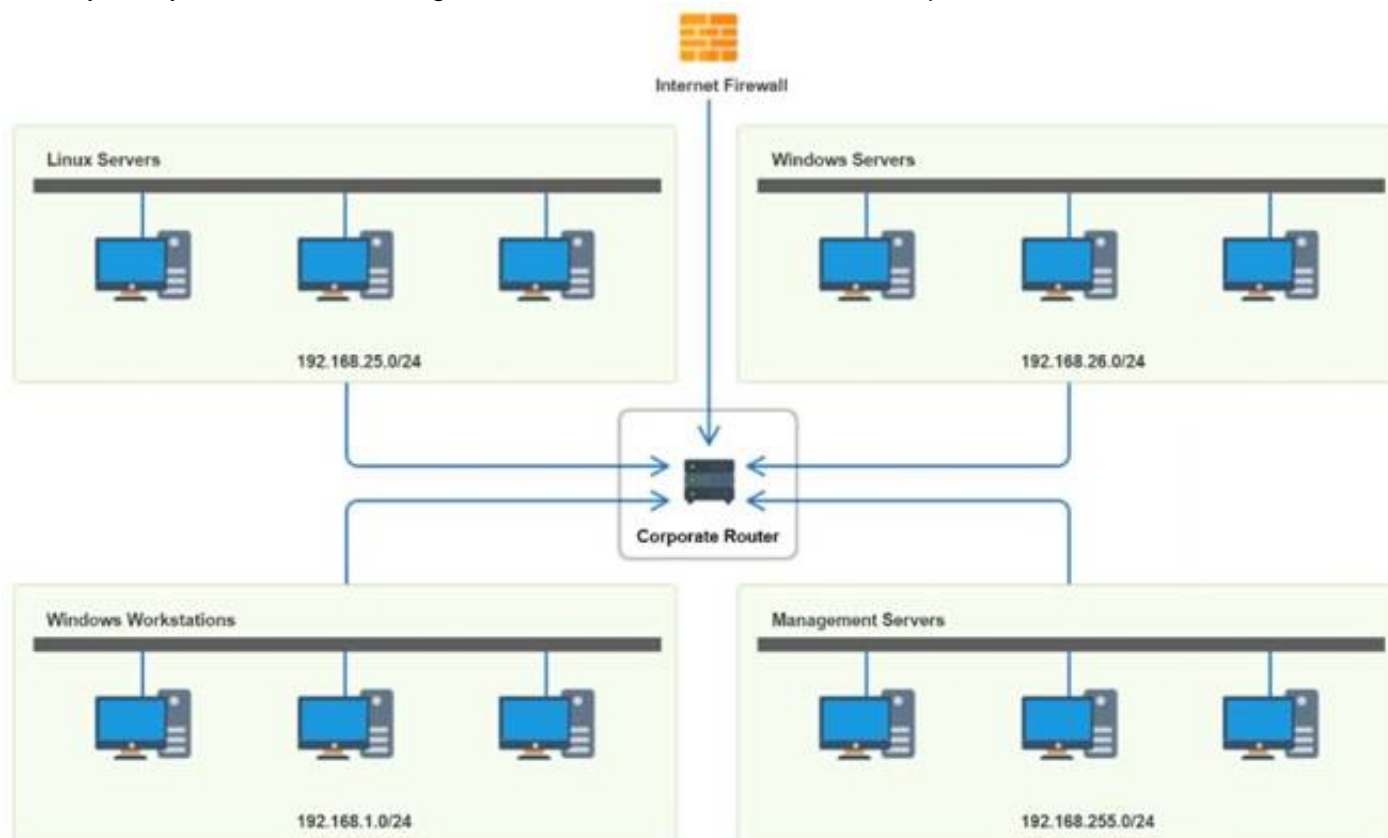 Internet Firewall
Linux Servers
Windows Servers
192.168.25.0/24
192.168.26.0/24
Corporate Router
Windows Workstations
Management Servers
192.168.1.0/24
192.168.255.0/24